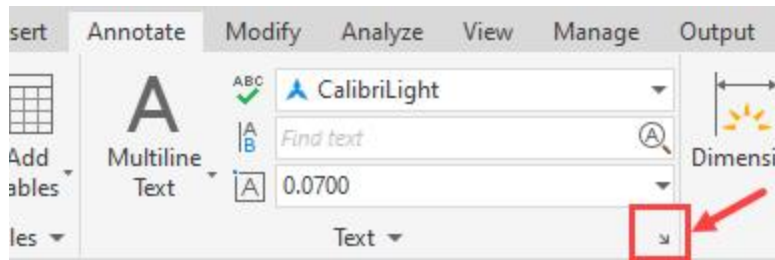 sert Annotate Modify Analyze View Manage Output
ABC CalibriLight
A
B Find text A
Add Multiline Dimensi
ables Text A 0.0700
les Text